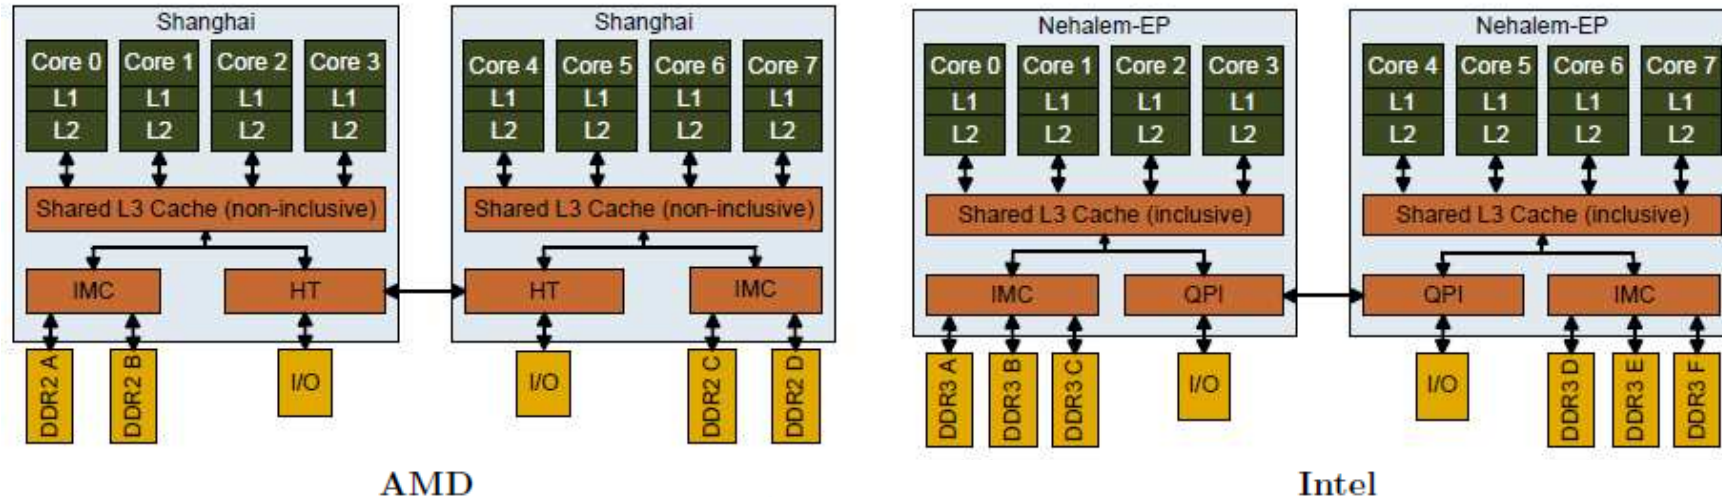 Shanghai
Core 0 Core 1 Core 2 Core 3
L1 L1 L1 L1
L2 L2 L2 L2
Shared L3 Cache (non-inclusive)
IMC HT
DDR2 A DDR2 B I/O
Shanghai
Core 4 Core 5 Core 6 Core 7
L1 L1 L1 L1
L2 L2 L2 L2
Shared L3 Cache (non-inclusive)
HT IMC
I/O DDR2 C DDR2 D
AMD
Nehalem-EP
Core 0 Core 1 Core 2 Core 3
L1 L1 L1 L1
L2 L2 L2 L2
Shared L3 Cache (inclusive)
IMC QPI
DDR3 A DDR3 B DDR3 C I/O
Nehalem-EP
Core 4 Core 5 Core 6 Core 7
L1 L1 L1 L1
L2 L2 L2 L2
Shared L3 Cache (inclusive)
QPI IMC
I/O DDR3 D DDR3 E DDR3 F
Intel